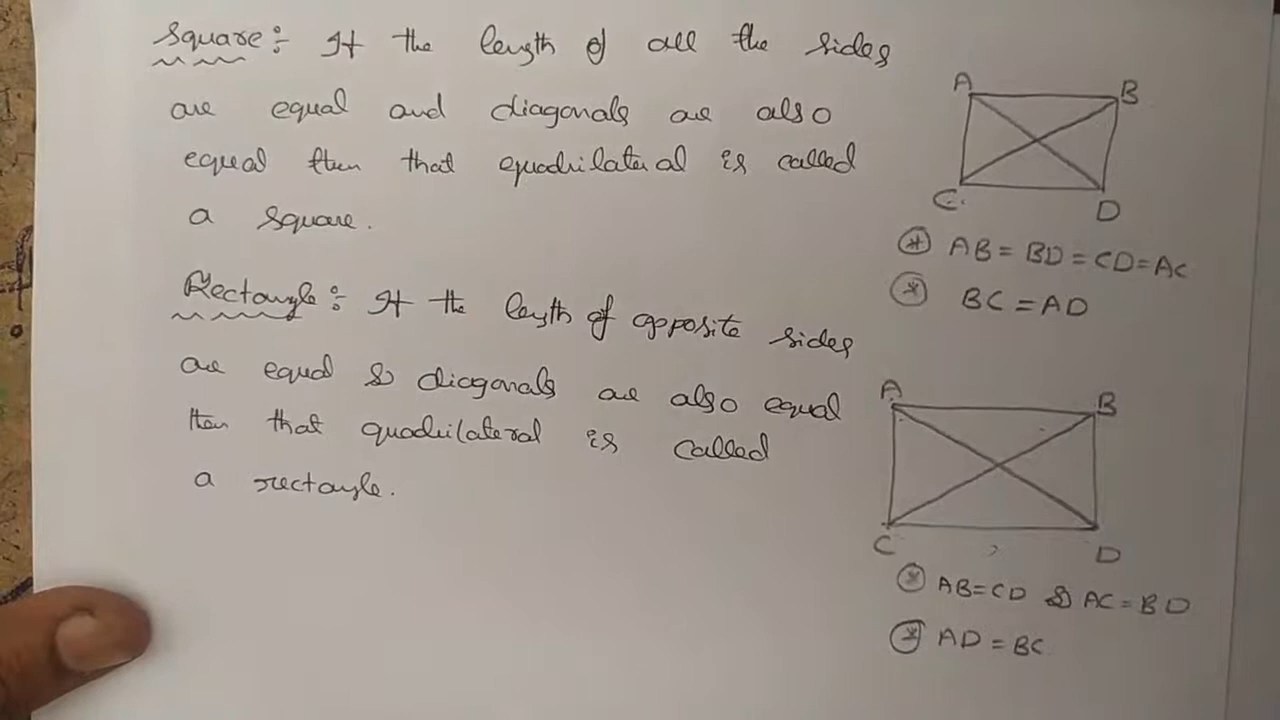 Square :- If the length of all the sides
are equal and diagonals are also
equal then that quadrilateral is called
a square.
A B
C D
* AB = BD = CD = AC
* BC = AD
Rectangle :- If the length of opposite sides
are equal & diagonals are also equal
then that quadrilateral is called
a rectangle.
A B
C D
* AB = CD & AC = BD
* AD = BC